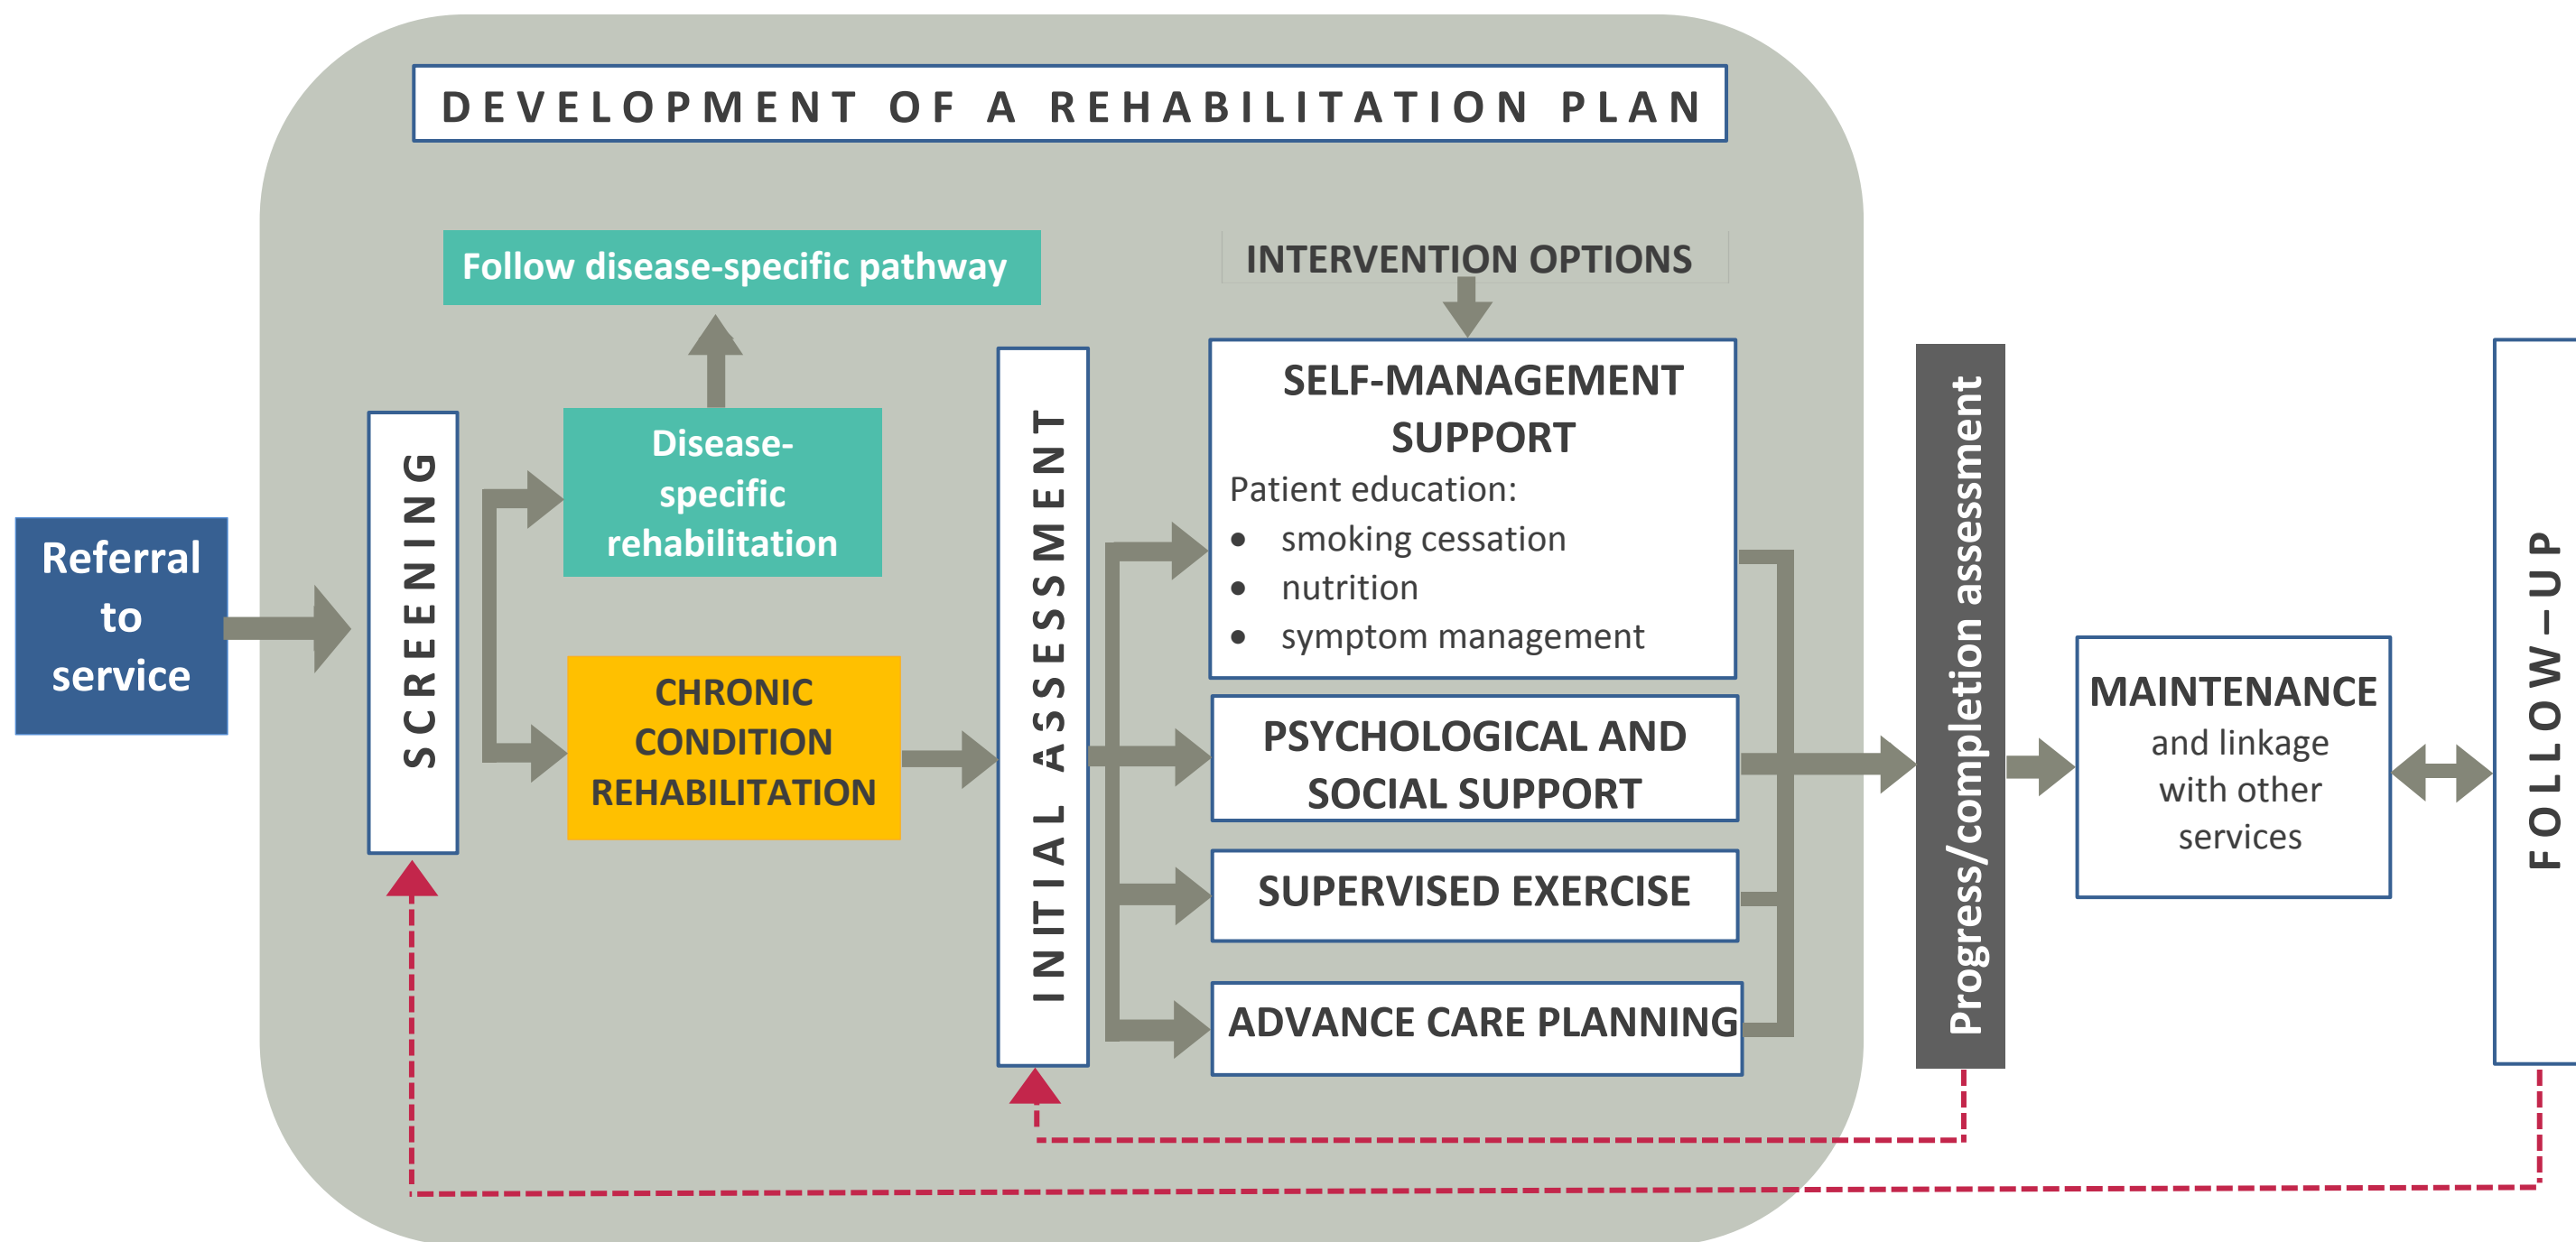 DEVELOPMENT OF A REHABILITATION PLAN
Referral
to
service
SCREENING
Follow disease-specific pathway
Disease-
specific
rehabilitation
CHRONIC
CONDITION
REHABILITATION
INITIAL ASSESSMENT
INTERVENTION OPTIONS
SELF-MANAGEMENT
SUPPORT
Patient education:
• smoking cessation
• nutrition
• symptom management
PSYCHOLOGICAL AND
SOCIAL SUPPORT
SUPERVISED EXERCISE
ADVANCE CARE PLANNING
Progress/completion assessment
MAINTENANCE
and linkage
with other
services
FOLLOW–UP